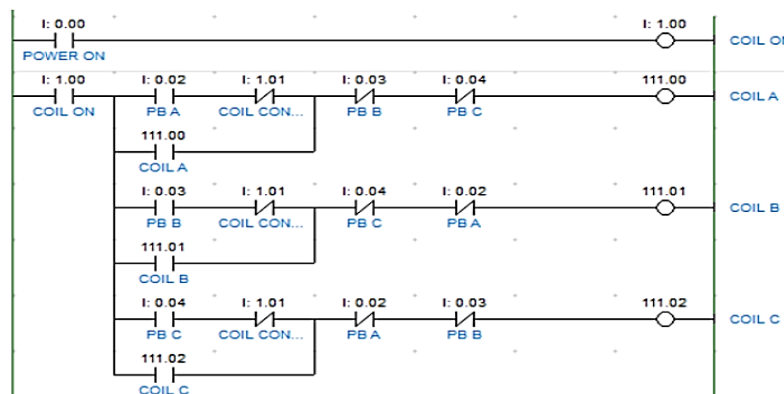 I: 0.00 I: 1.00
COIL ON
POWER ON
I: 1.00 I: 0.02 I: 1.01 I: 0.03 I: 0.04 111.00
COIL ON PB A COIL CON... PB B PB C COIL A
111.00
COIL A
I: 0.03 I: 1.01 I: 0.04 I: 0.02 111.01
PB B COIL CON... PB C PB A COIL B
111.01
COIL B
I: 0.04 I: 1.01 I: 0.02 I: 0.03 111.02
PB C COIL CON... PB A PB B COIL C
111.02
COIL C